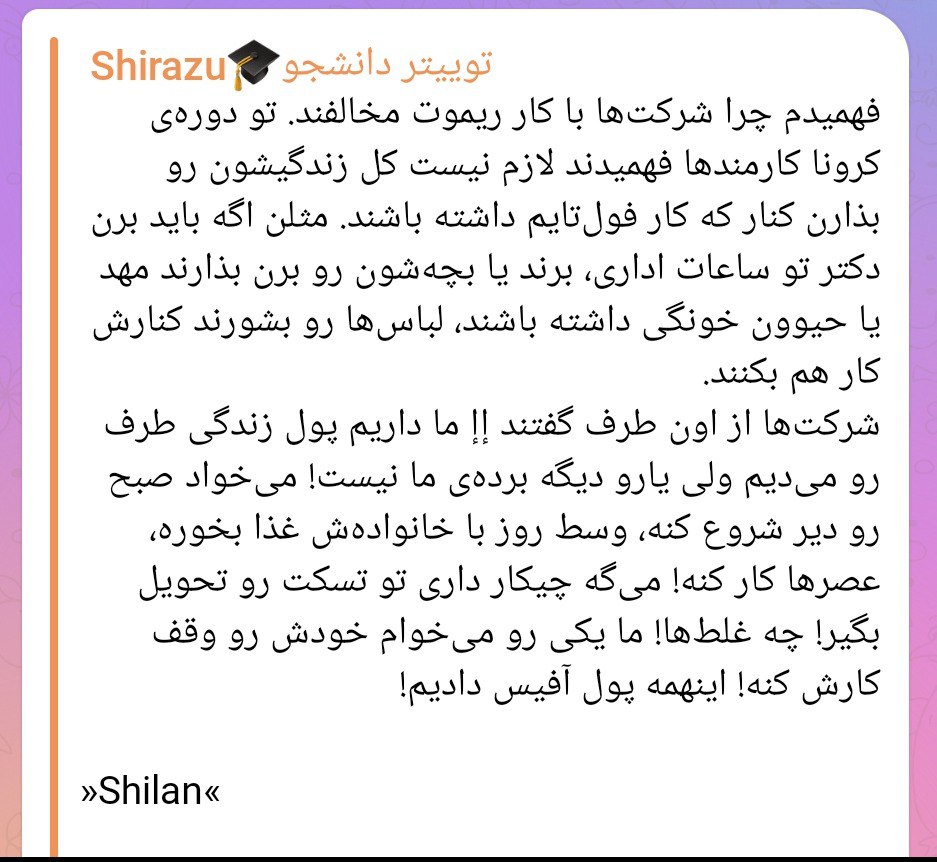 توییتر دانشجو🎓Shirazu
فهمیدم چرا شرکت‌ها با کار ریموت مخالفند. تو دوره‌ی
کرونا کارمندها فهمیدند لازم نیست کل زندگیشون رو
بذارن کنار که کار فول‌تایم داشته باشند. مثلن اگه باید برن
دکتر تو ساعات اداری، برند یا بچه‌شون رو برن بذارند مهد
یا حیوون خونگی داشته باشند، لباس‌ها رو بشورند کنارش
کار هم بکنند.
شرکت‌ها از اون طرف گفتند إإ ما داریم پول زندگی طرف
رو می‌دیم ولی یارو دیگه برده‌ی ما نیست! می‌خواد صبح
رو دیر شروع کنه، وسط روز با خانواده‌ش غذا بخوره،
عصرها کار کنه! می‌گه چیکار داری تو تسکت رو تحویل
بگیر! چه غلط‌ها! ما یکی رو می‌خوام خودش رو وقف
کارش کنه! اینهمه پول آفیس دادیم!
»Shilan«